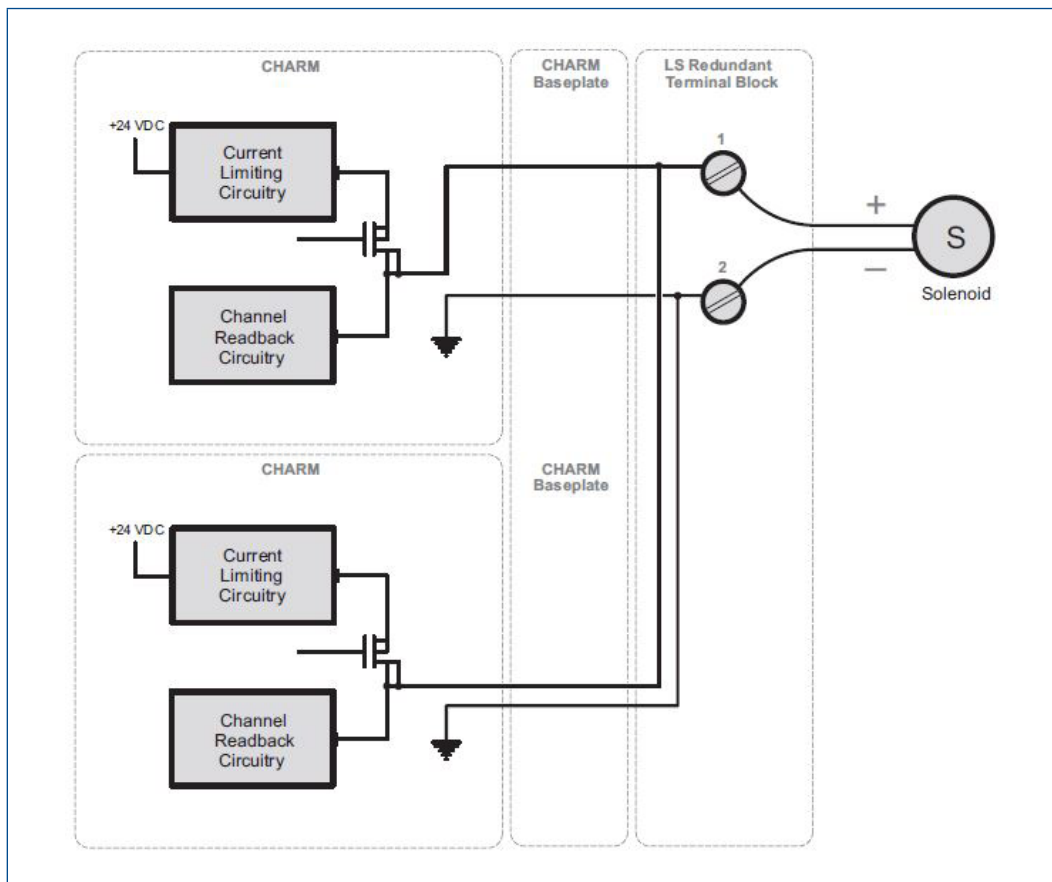 CHARM
CHARM
Baseplate
LS Redundant
Terminal Block
+24 VDC
Current
Limiting
Circuitry
1
+
S
–
Solenoid
2
Channel
Readback
Circuitry
CHARM
CHARM
Baseplate
+24 VDC
Current
Limiting
Circuitry
Channel
Readback
Circuitry